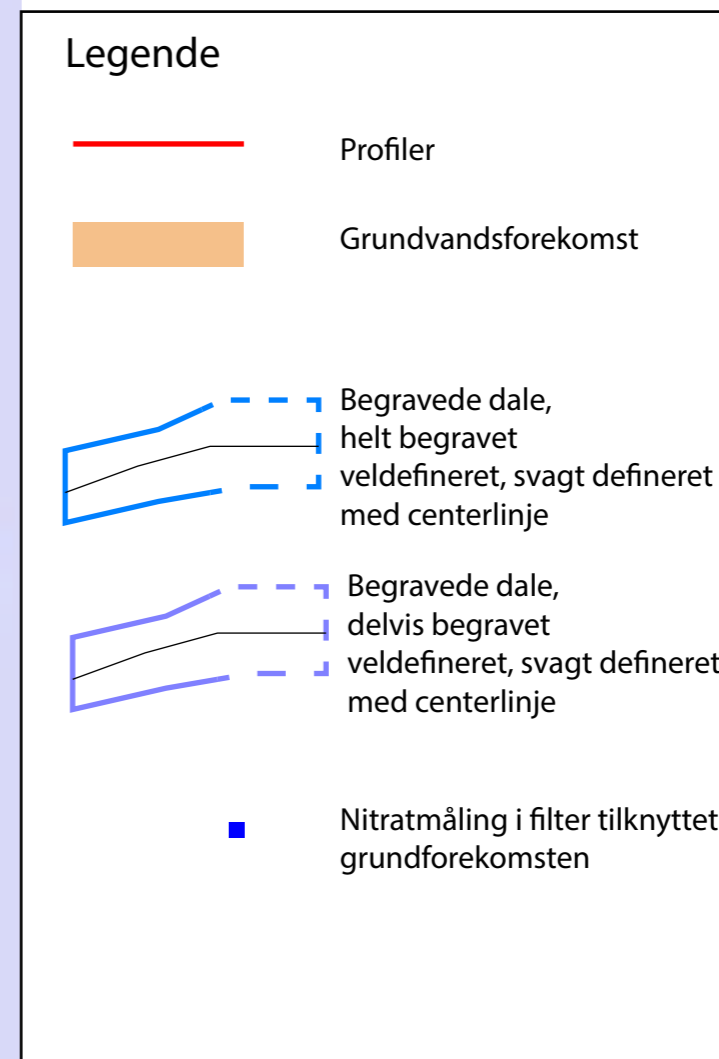 Legende
Profiler
Grundvandsforekomst
Begravede dale,
helt begravet
veldefineret, svagt defineret
med centerlinje
Begravede dale,
delvis begravet
veldefineret, svagt defineret
med centerlinje
Nitratmåling i filter tilknyttet
grundforekomsten